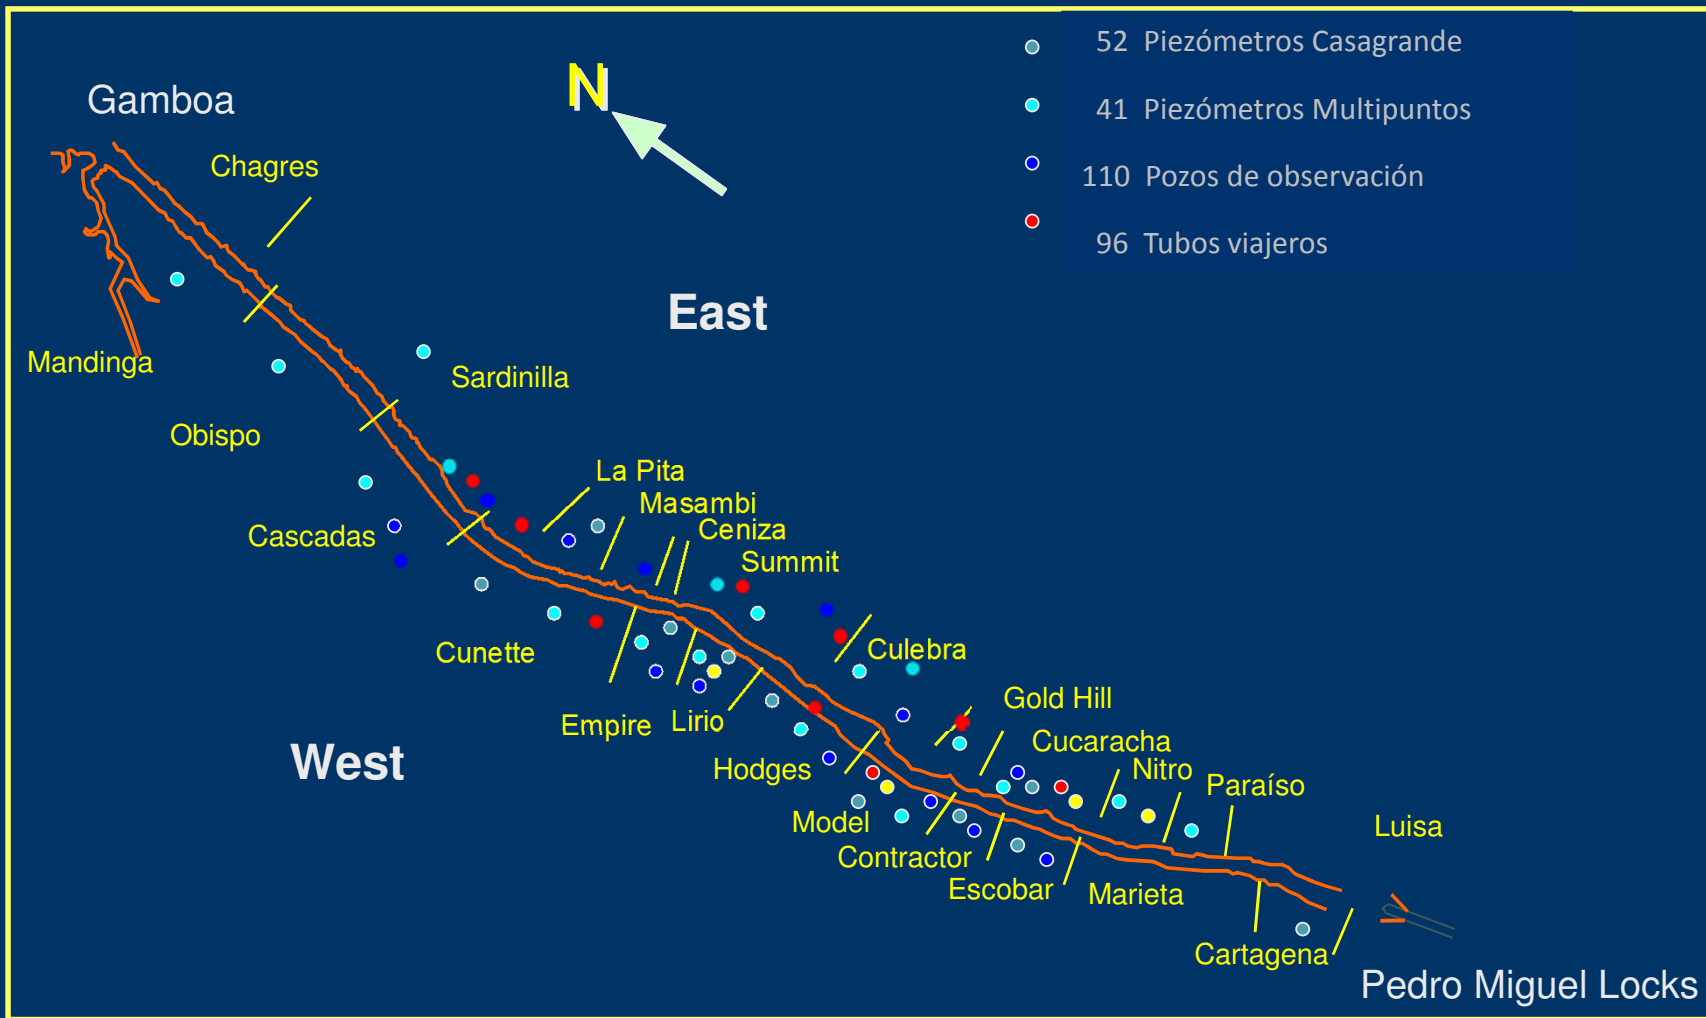 52 Piezómetros Casagrande
41 Piezómetros Multipuntos
110 Pozos de observación
96 Tubos viajeros
N
Gamboa
Chagres
East
Mandinga
Sardinilla
Obispo
La Pita
Masambi
Ceniza
Cascadas
Summit
Cunette
Culebra
Gold Hill
Empire
Lirio
Cucaracha
West
Hodges
Nitro
Paraíso
Model
Luisa
Contractor
Escobar
Marieta
Cartagena
Pedro Miguel Locks